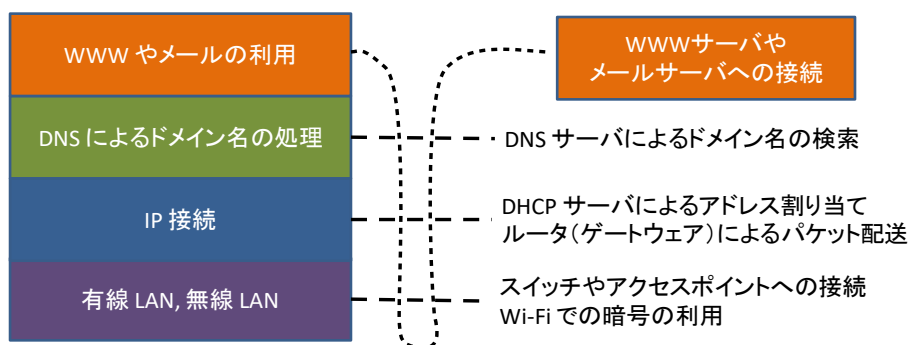 WWW やメールの利用
WWWサーバや
メールサーバへの接続
DNS によるドメイン名の処理
DNS サーバによるドメイン名の検索
IP 接続
DHCP サーバによるアドレス割り当て
ルータ(ゲートウェア)によるパケット配送
有線 LAN, 無線 LAN
スイッチやアクセスポイントへの接続
Wi-Fi での暗号の利用